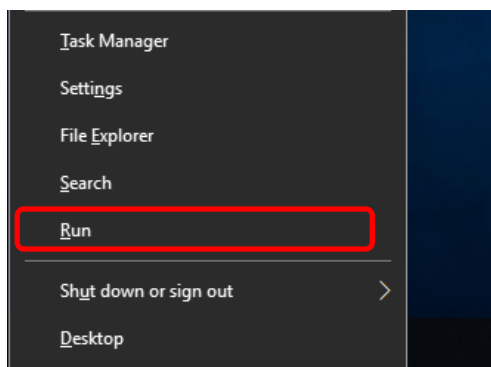 Task Manager
Settings
File Explorer
Search
Run
Shut down or sign out
Desktop